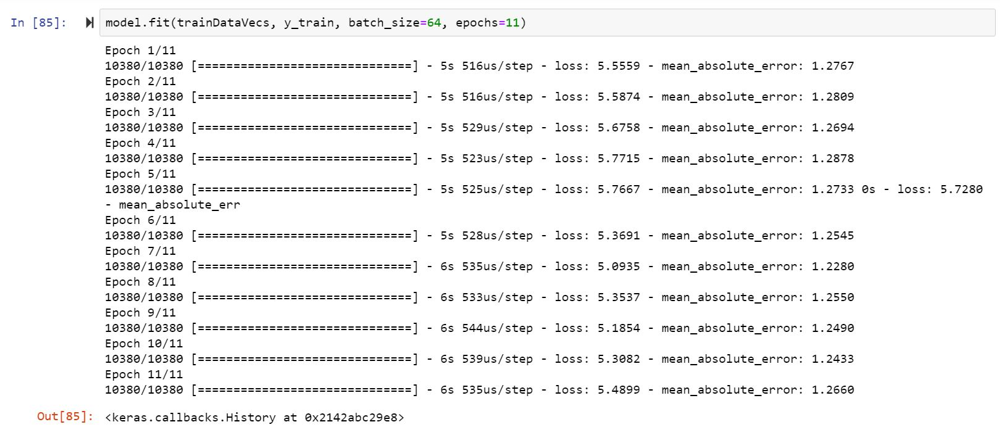 In [85]: model.fit(trainDataVecs, y_train, batch_size=64, epochs=11)
Epoch 1/11
10380/10380 [==============================] - 5s 516us/step - loss: 5.5559 - mean_absolute_error: 1.2767
Epoch 2/11
10380/10380 [==============================] - 5s 516us/step - loss: 5.5874 - mean_absolute_error: 1.2809
Epoch 3/11
10380/10380 [==============================] - 5s 529us/step - loss: 5.6758 - mean_absolute_error: 1.2694
Epoch 4/11
10380/10380 [==============================] - 5s 523us/step - loss: 5.7715 - mean_absolute_error: 1.2878
Epoch 5/11
10380/10380 [==============================] - 5s 525us/step - loss: 5.7667 - mean_absolute_error: 1.2733 0s - loss: 5.7280
- mean_absolute_err
Epoch 6/11
10380/10380 [==============================] - 5s 528us/step - loss: 5.3691 - mean_absolute_error: 1.2545
Epoch 7/11
10380/10380 [==============================] - 6s 535us/step - loss: 5.0935 - mean_absolute_error: 1.2280
Epoch 8/11
10380/10380 [==============================] - 6s 533us/step - loss: 5.3537 - mean_absolute_error: 1.2550
Epoch 9/11
10380/10380 [==============================] - 6s 544us/step - loss: 5.1854 - mean_absolute_error: 1.2490
Epoch 10/11
10380/10380 [==============================] - 6s 539us/step - loss: 5.3082 - mean_absolute_error: 1.2433
Epoch 11/11
10380/10380 [==============================] - 6s 535us/step - loss: 5.4899 - mean_absolute_error: 1.2660
Out[85]: <keras.callbacks.History at 0x2142abc29e8>